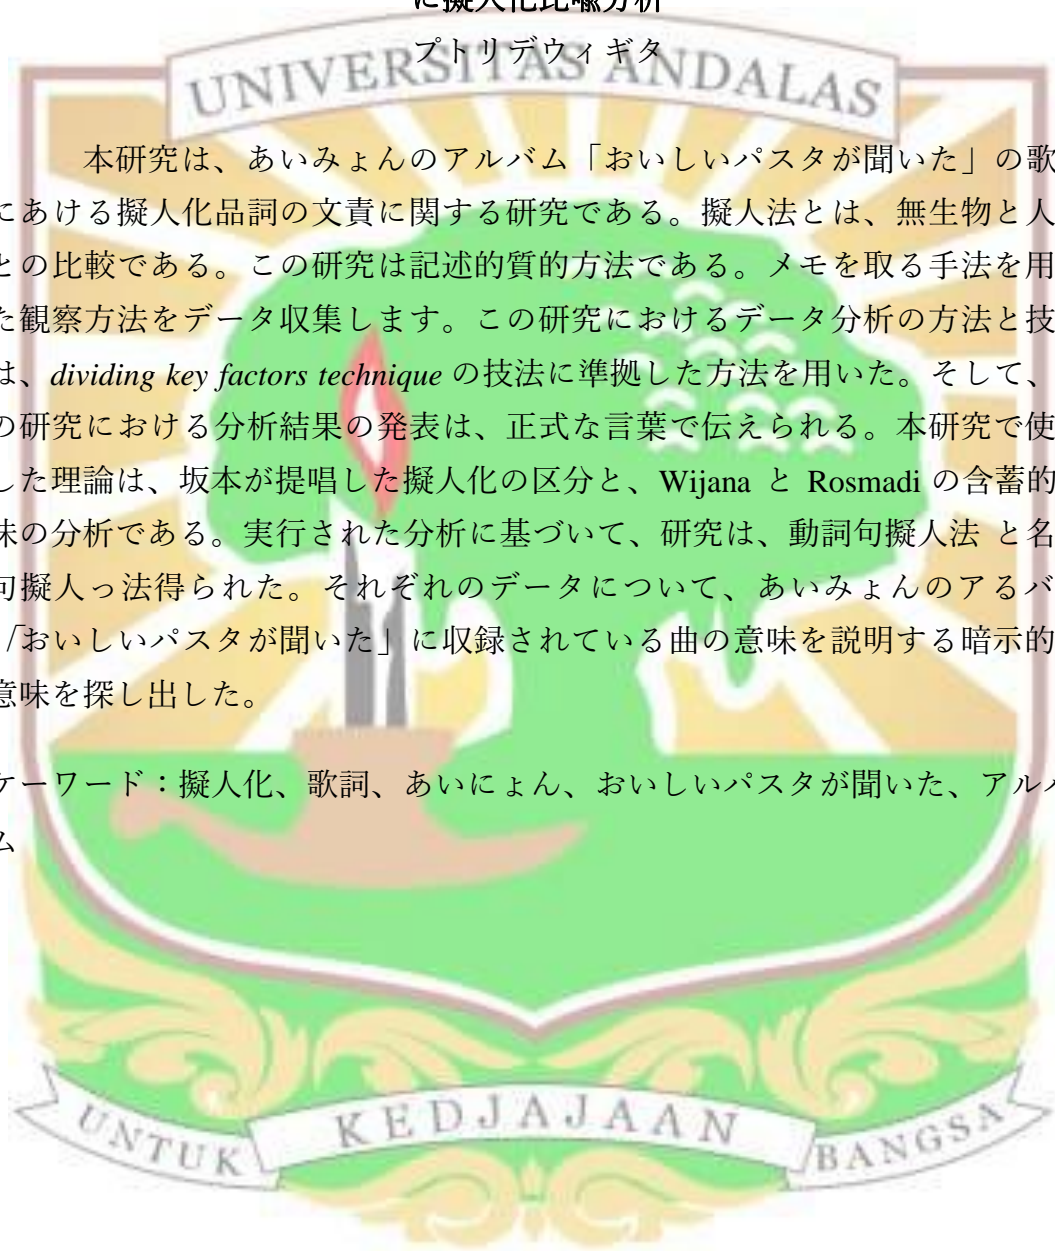 に擬人化比喩分析
プトリデウィギタ
UNIVERSITAS ANDALAS
本研究は、あいみょんのアルバム「おいしいパスタが聞いた」の歌
にあける擬人化品詞の文責に関する研究である。擬人法とは、無生物と人
との比較である。この研究は記述的質的方法である。メモを取る手法を用
た観察方法をデータ収集します。この研究におけるデータ分析の方法と技
は、dividing key factors technique の技法に準拠した方法を用いた。そして、
の研究における分析結果の発表は、正式な言葉で伝えられる。本研究で使
した理論は、坂本が提唱した擬人化の区分と、Wijana と Rosmadi の含蓄的
味の分析である。実行された分析に基づいて、研究は、動詞句擬人法 と名
句擬人っ法得られた。それぞれのデータについて、あいみょんのアるバ
「おいしいパスタが聞いた」に収録されている曲の意味を説明する暗示的
意味を探し出した。
ケーワード：擬人化、歌詞、あいにょん、おいしいパスタが聞いた、アルバ
ム
UNTUK KEDJAJAAN BANGSA